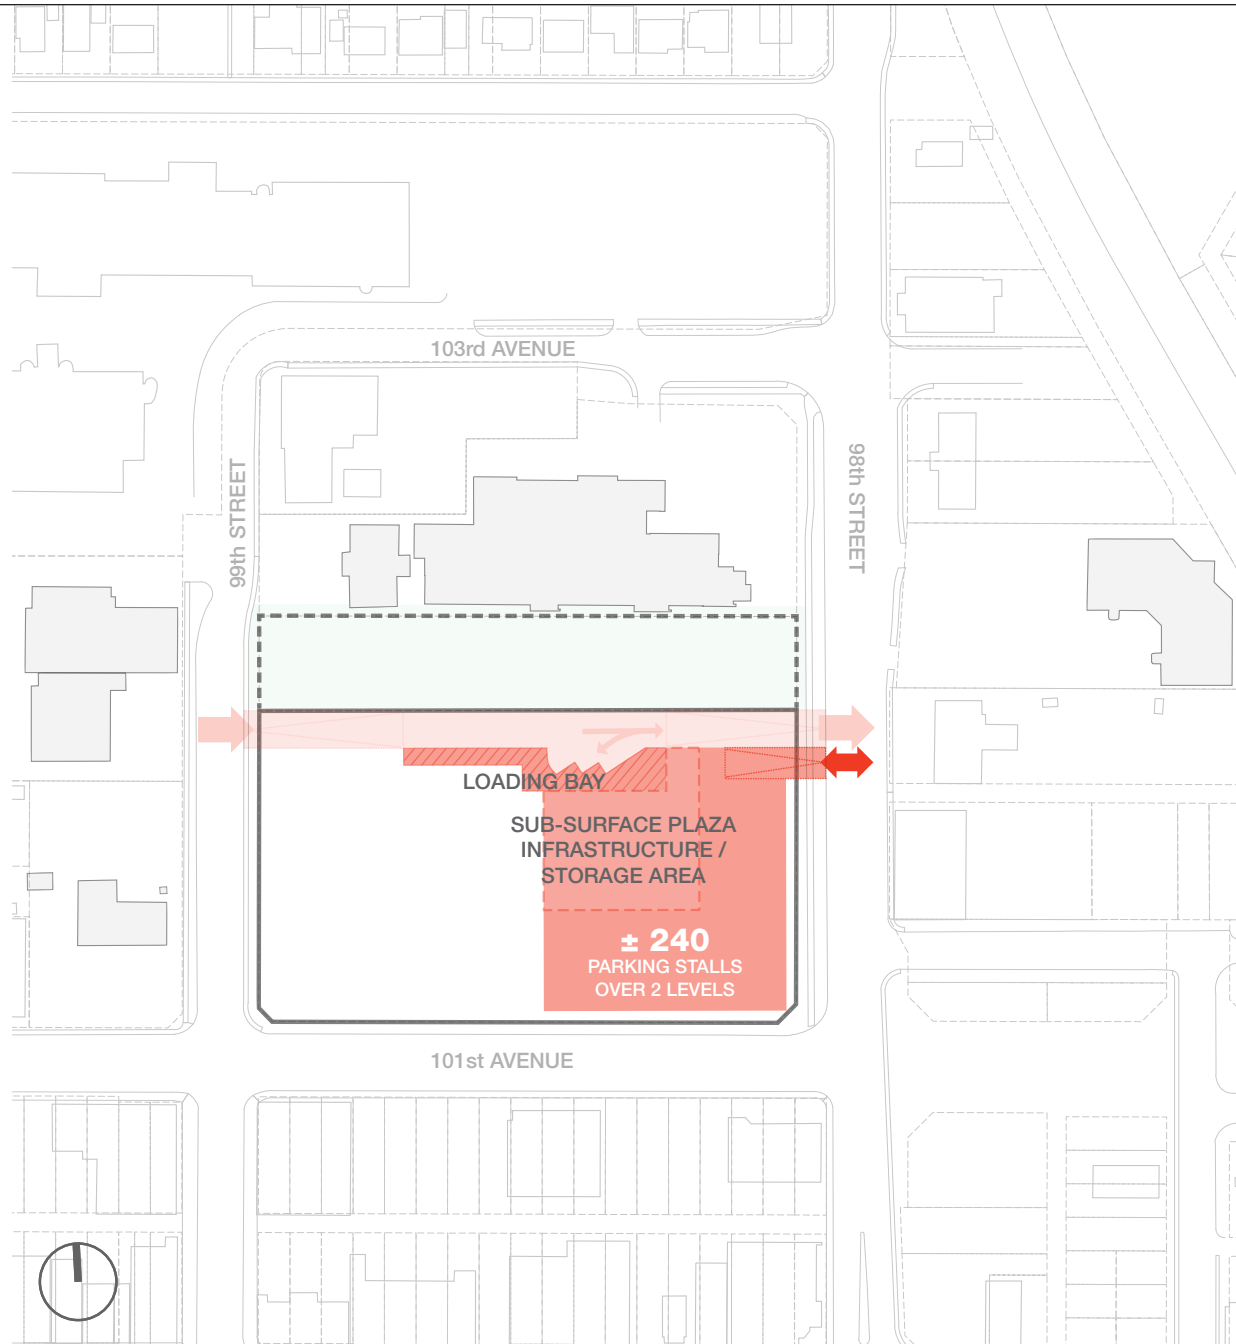 103rd AVENUE
99th STREET
98th STREET
LOADING BAY
SUB-SURFACE PLAZA
INFRASTRUCTURE /
STORAGE AREA
± 240
PARKING STALLS
OVER 2 LEVELS
101st AVENUE